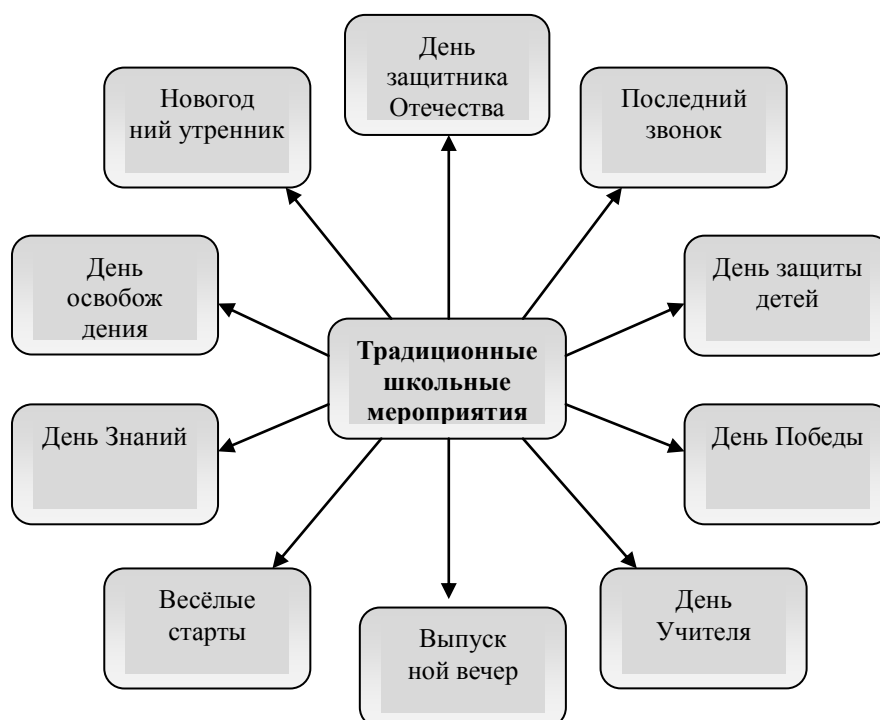 День
защитника
Отечества
Новогод
ний утренник
Последний
звонок
День
освобож
дения
День защиты
детей
Традиционные
школьные
мероприятия
День Знаний
День Победы
Весёлые
старты
Выпуск
ной вечер
День
Учителя